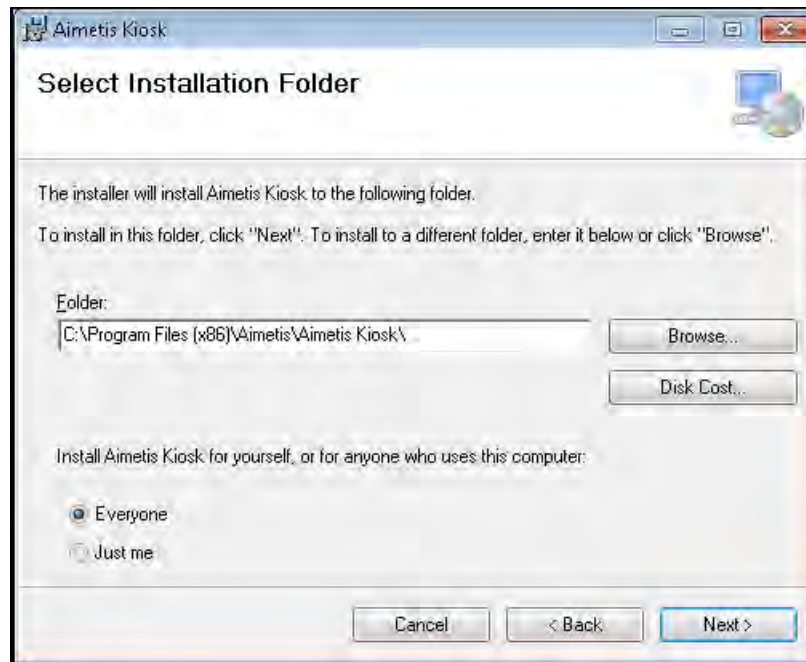 Aimetis Kiosk
Select Installation Folder
The installer will install Aimetis Kiosk to the following folder.
To install in this folder, click "Next". To install to a different folder, enter it below or click "Browse".
Folder:
C:\Program Files (x86)\Aimetis\Aimetis Kiosk\
Browse...
Disk Cost...
Install Aimetis Kiosk for yourself, or for anyone who uses this computer:
Everyone
Just me
Cancel
< Back
Next >